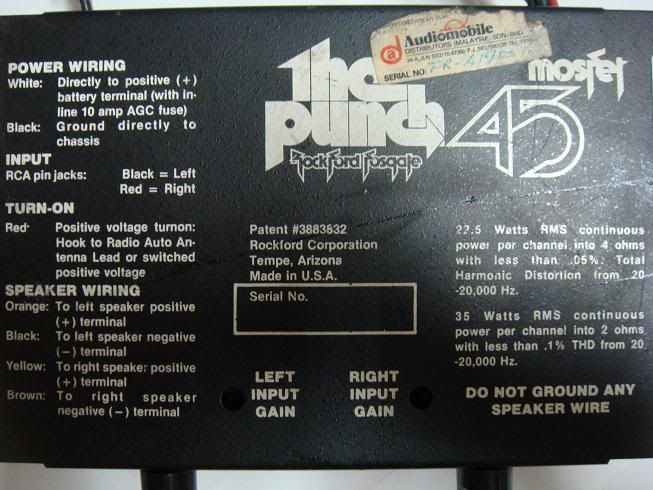 POWER WIRING
White: Directly to positive (+)
battery terminal (with in-
line 10 amp AGC fuse)
Black: Ground directly to
chassis
INPUT
RCA pin jacks: Black = Left
Red = Right
TURN-ON
Red: Positive voltage turnon:
Hook to Radio Auto An-
tenna Lead or switched
positive voltage
SPEAKER WIRING
Orange: To left speaker positive
(+) terminal
Black: To left speaker negative
(−) terminal
Yellow: To right speaker positive
(+) terminal
Brown: To right speaker
negative (−) terminal
Audiomobile
DISTRIBUTORS (MALAYSIA) SDN. BHD.
SERIAL NO:
the
punch
Rockford Fosgate
mosfet
45
Patent #3883832
Rockford Corporation
Tempe, Arizona
Made in U.S.A.
Serial No.
LEFT
INPUT
GAIN
RIGHT
INPUT
GAIN
22.5 Watts RMS continuous
power per channel into 4 ohms
with less than .05% Total
Harmonic Distortion from 20
-20,000 Hz.
35 Watts RMS continuous
power per channel into 2 ohms
with less than .1% THD from 20
-20,000 Hz.
DO NOT GROUND ANY
SPEAKER WIRE